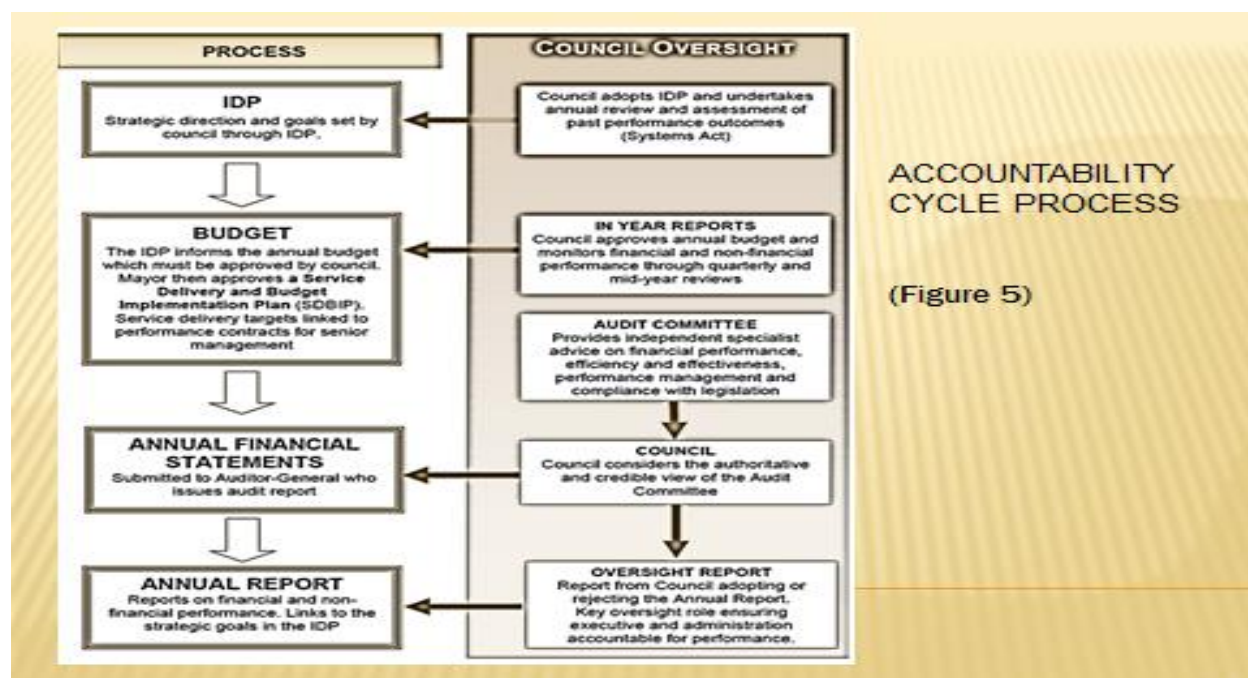 PROCESS
IDP
Strategic direction and goals set by
council through IDP.
BUDGET
The IDP informs the annual budget
which must be approved by council.
Mayor then approves a Service
Delivery and Budget
Implementation Plan (SDBIP).
Service delivery targets linked to
performance contracts for senior
management
ANNUAL FINANCIAL
STATEMENTS
Submitted to Auditor-General who
issues audit report
ANNUAL REPORT
Reports on financial and non-
financial performance. Links to the
strategic goals in the IDP
COUNCIL OVERSIGHT
Council adopts IDP and undertakes
annual review and assessment of
past performance outcomes
(Systems Act)
IN YEAR REPORTS
Council approves annual budget and
monitors financial and non-financial
performance through quarterly and
mid-year reviews
AUDIT COMMITTEE
Provides independent specialist
advice on financial performance,
efficiency and effectiveness,
performance management and
compliance with legislation
COUNCIL
Council considers the authoritative
and credible view of the Audit
Committee
OVERSIGHT REPORT
Report from Council adopting or
rejecting the Annual Report.
Key oversight role ensuring
executive and administration
accountable for performance.
ACCOUNTABILITY
CYCLE PROCESS
(Figure 5)